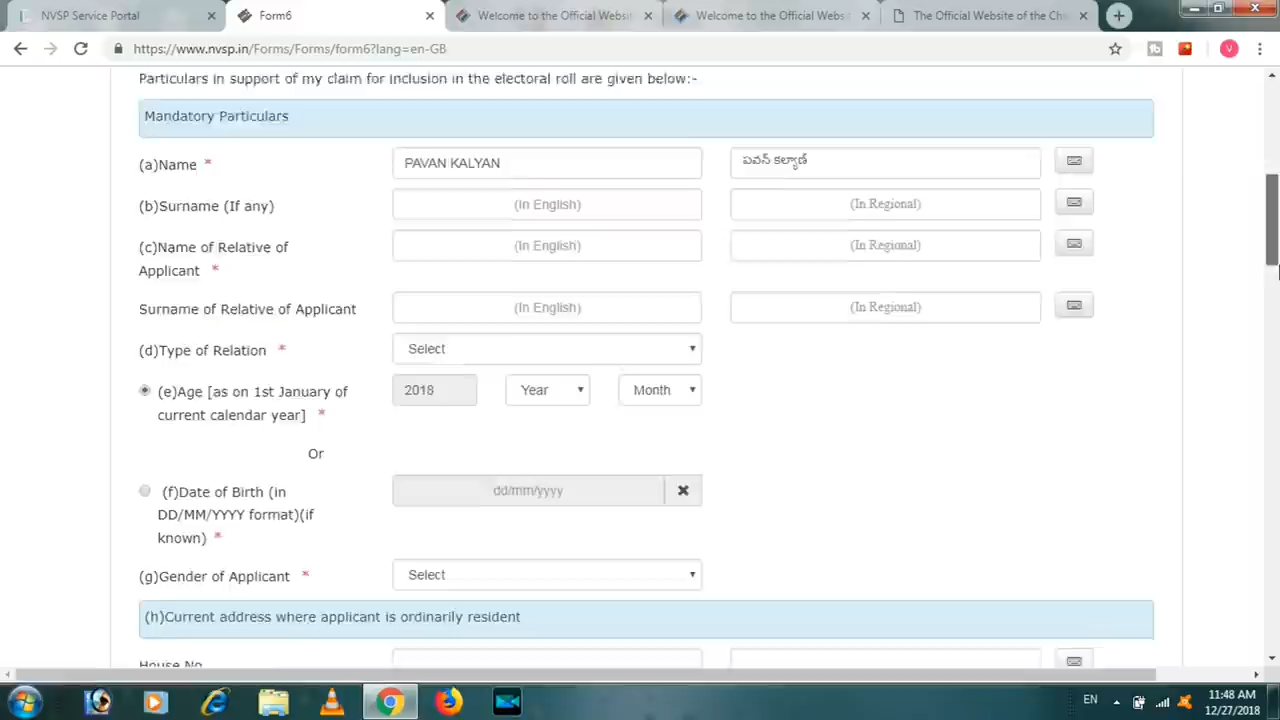 NVSP Service Portal
Form6
Welcome to the Official Websi
Welcome to the Official Websi
The Official Website of the Chi
https://www.nvsp.in/Forms/Forms/form6?lang=en-GB
Particulars in support of my claim for inclusion in the electoral roll are given below:-
Mandatory Particulars
(a)Name * PAVAN KALYAN పవన్ కల్యాణ్
(b)Surname (If any) (In English) (In Regional)
(c)Name of Relative of Applicant * (In English) (In Regional)
Surname of Relative of Applicant (In English) (In Regional)
(d)Type of Relation * Select
(e)Age [as on 1st January of current calendar year] * 2018 Year Month
Or
(f)Date of Birth (in DD/MM/YYYY format)(if known) * dd/mm/yyyy
(g)Gender of Applicant * Select
(h)Current address where applicant is ordinarily resident
House No
EN
11:48 AM
12/27/2018